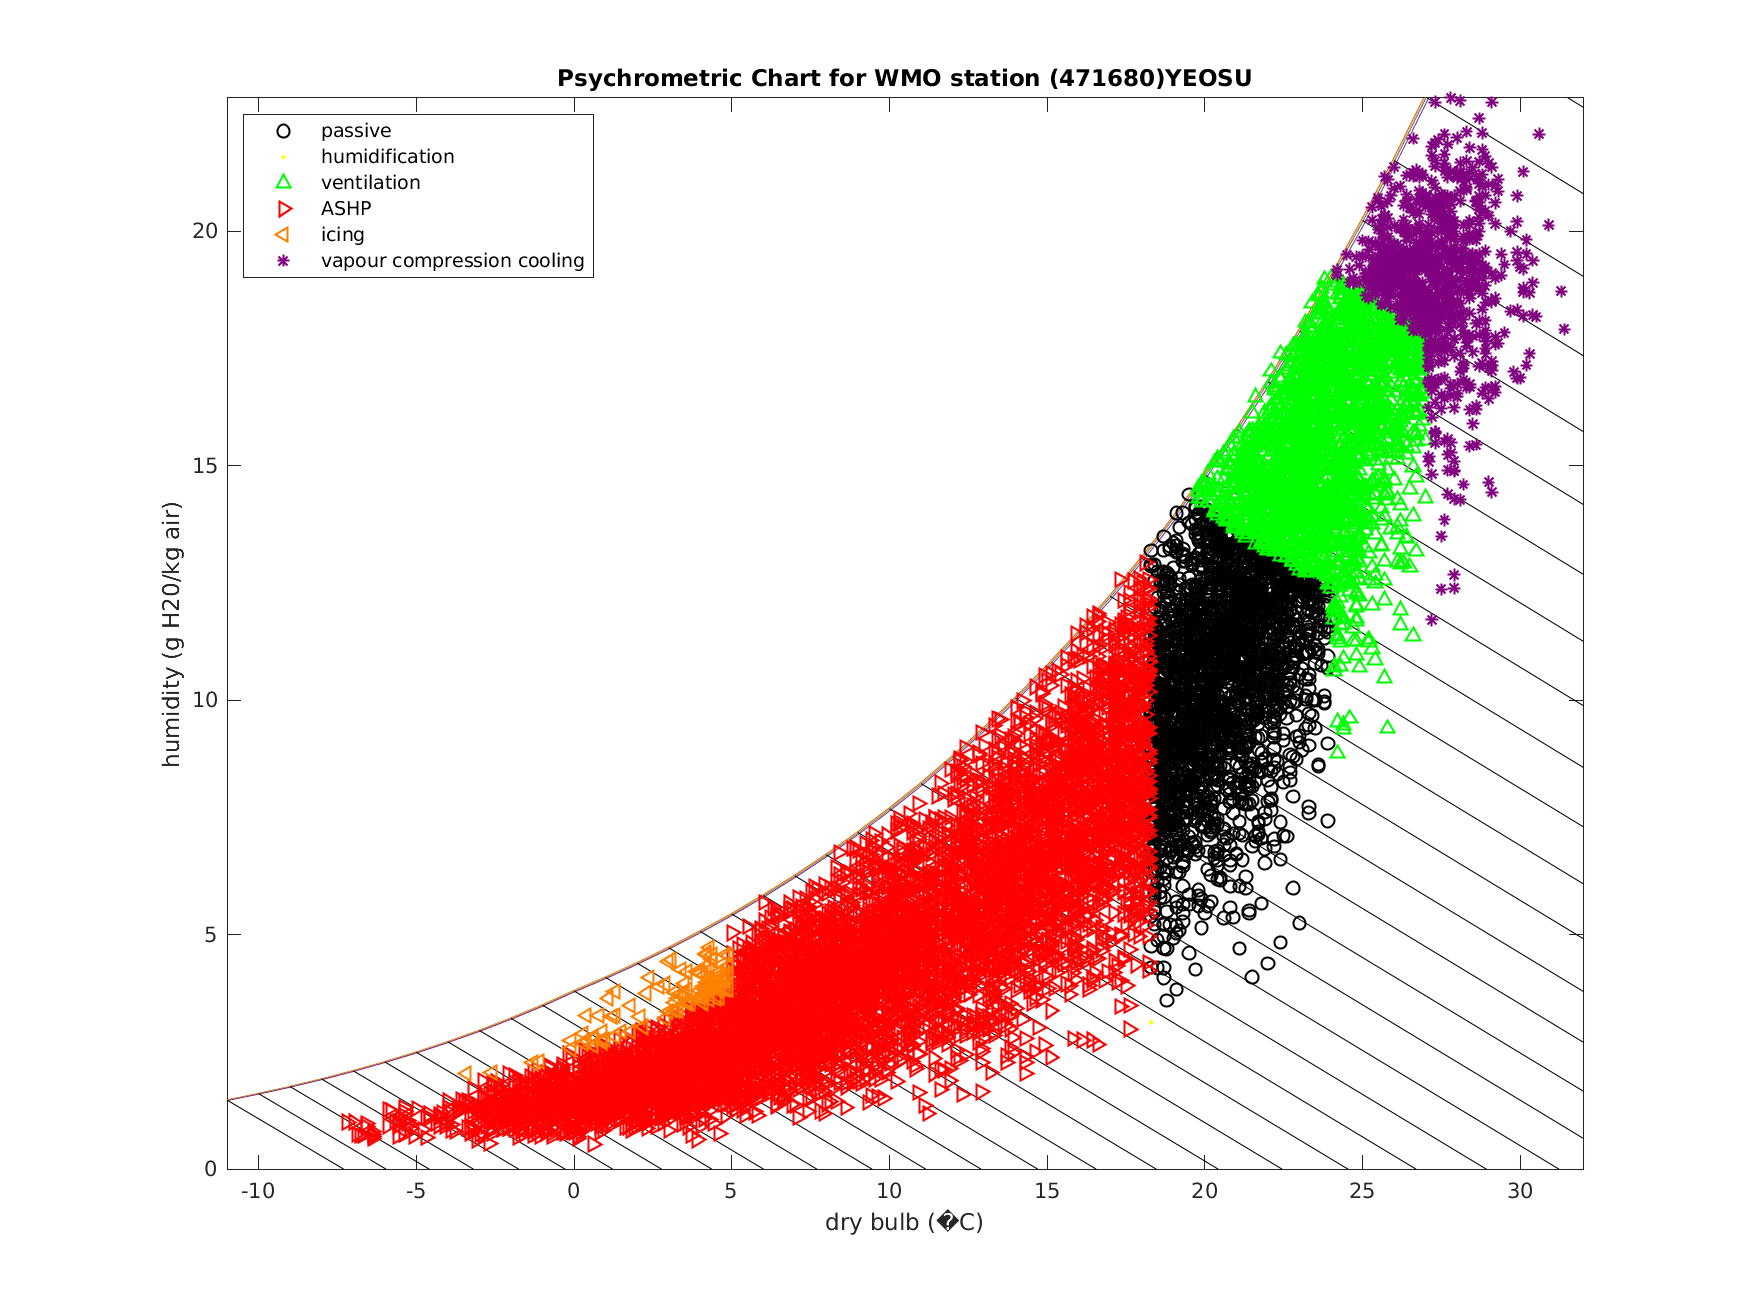 Psychrometric Chart for WMO station (471680)YEOSU
passive
humidification
ventilation
ASHP
icing
vapour compression cooling
humidity (g H20/kg air)
20
15
10
5
0
-10 -5 0 5 10 15 20 25 30
dry bulb (�C)